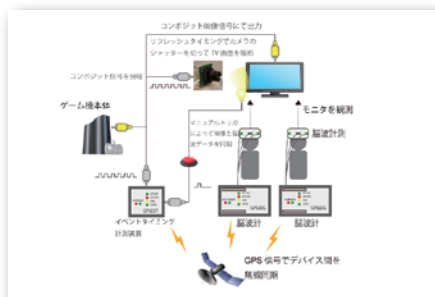 コンポジット映像信号にて出力
リフレッシュタイミングでカメラの
シャッターを切って TV 画面を撮影
コンポジット信号を分岐
ゲーム機本体
マニュアルトリガ
によって映像と脳
波データを同期
モニタを観測
脳波計測
イベントタイミング
計測装置
脳波計
脳波計
GPS 信号でデバイス間を
無線同期